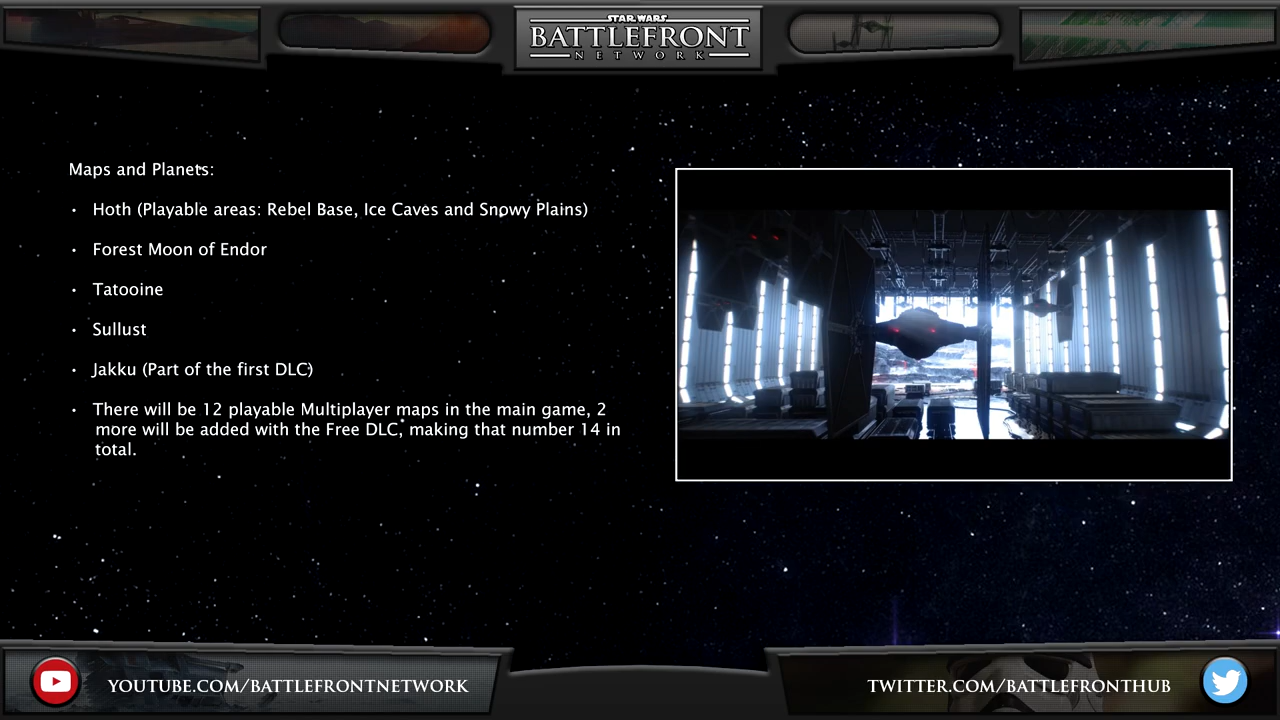 STAR WARS
BATTLEFRONT
NETWORK
Maps and Planets:
• Hoth (Playable areas: Rebel Base, Ice Caves and Snowy Plains)
• Forest Moon of Endor
• Tatooine
• Sullust
• Jakku (Part of the first DLC)
• There will be 12 playable Multiplayer maps in the main game, 2
more will be added with the Free DLC, making that number 14 in
total.
YOUTUBE.COM/BATTLEFRONTNETWORK
TWITTER.COM/BATTLEFRONTHUB